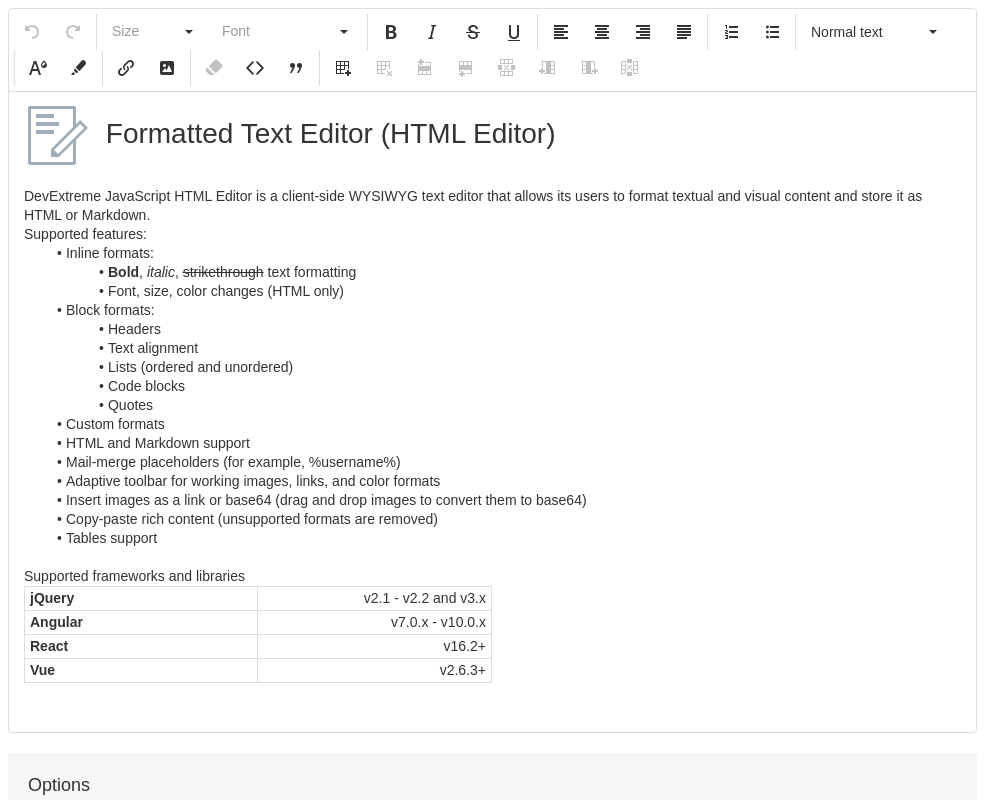 Size Font B I S U Normal text
A
Formatted Text Editor (HTML Editor)
DevExtreme JavaScript HTML Editor is a client-side WYSIWYG text editor that allows its users to format textual and visual content and store it as
HTML or Markdown.
Supported features:
• Inline formats:
• Bold, italic, strikethrough text formatting
• Font, size, color changes (HTML only)
• Block formats:
• Headers
• Text alignment
• Lists (ordered and unordered)
• Code blocks
• Quotes
• Custom formats
• HTML and Markdown support
• Mail-merge placeholders (for example, %username%)
• Adaptive toolbar for working images, links, and color formats
• Insert images as a link or base64 (drag and drop images to convert them to base64)
• Copy-paste rich content (unsupported formats are removed)
• Tables support
Supported frameworks and libraries
jQuery v2.1 - v2.2 and v3.x
Angular v7.0.x - v10.0.x
React v16.2+
Vue v2.6.3+
Options